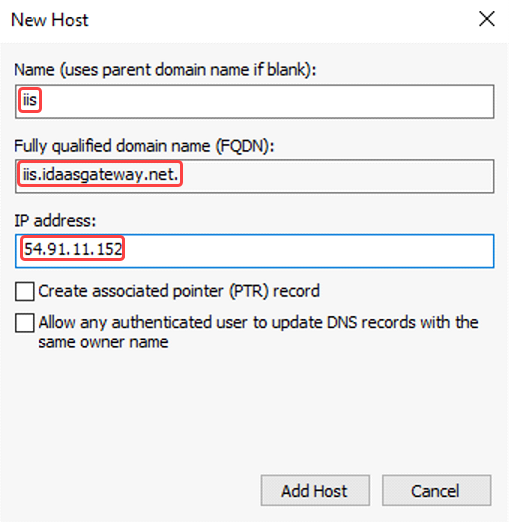 New Host
Name (uses parent domain name if blank):
iis
Fully qualified domain name (FQDN):
iis.idaasgateway.net.
IP address:
54.91.11.152
Create associated pointer (PTR) record
Allow any authenticated user to update DNS records with the
same owner name
Add Host Cancel